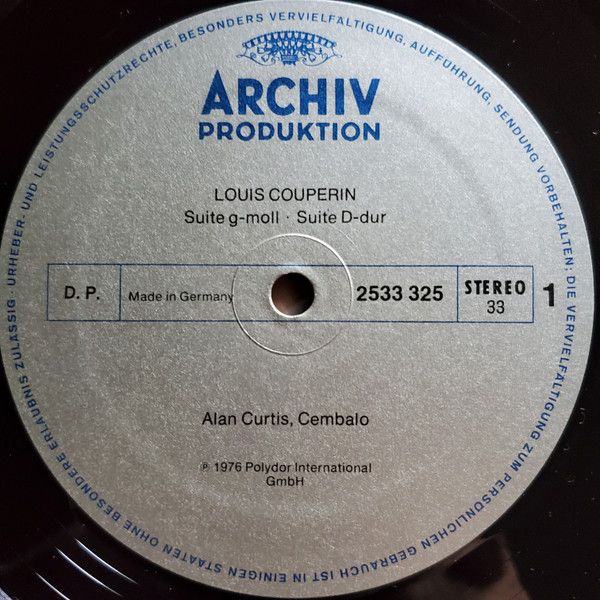 URHEBER- UND LEISTUNGSSCHUTZRECHTE, BESONDERS VERVIELFÄLTIGUNG, AUFFÜHRUNG, SENDUNG VORBEHALTEN; DIE VERVIELFÄLTIGUNG ZUM PERSÖNLICHEN GEBRAUCH IST IN EINIGEN STAATEN OHNE BESONDERE ERLAUBNIS ZULÄSSIG ·
ARCHIV
PRODUKTION
LOUIS COUPERIN
Suite g-moll · Suite D-dur
D. P. Made in Germany 2533 325 STEREO 1
33
Alan Curtis, Cembalo
℗ 1976 Polydor International
GmbH